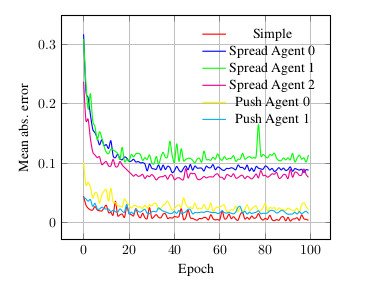 Simple
Spread Agent 0
Spread Agent 1
Spread Agent 2
Push Agent 0
Push Agent 1
0.3
0.2
0.1
0
Mean abs. error
0 20 40 60 80 100
Epoch